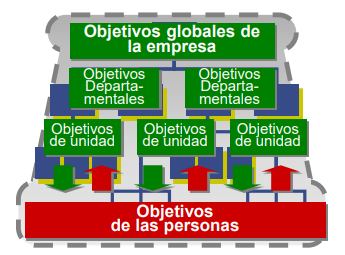 Objetivos globales de
la empresa
Objetivos
Departa-
mentales
Objetivos
Departa-
mentales
Objetivos
de unidad
Objetivos
de unidad
Objetivos
de unidad
Objetivos
de las personas